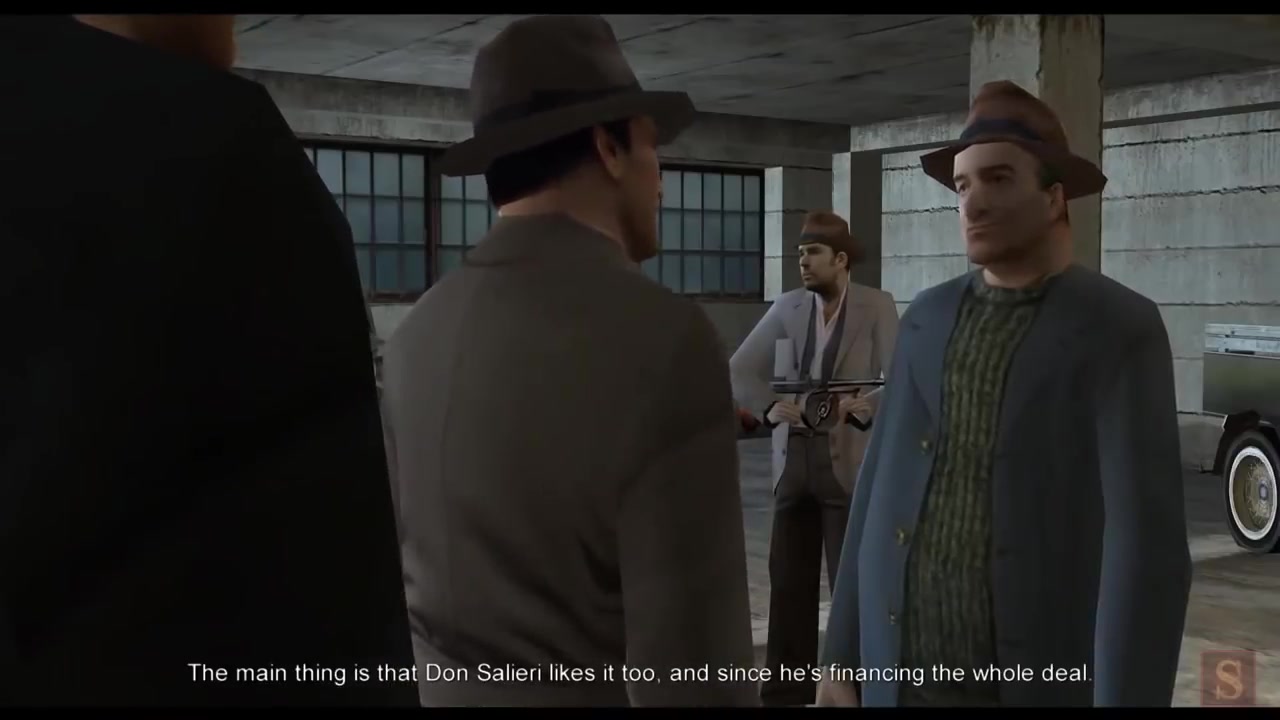 The main thing is that Don Salieri likes it too, and since he's financing the whole deal.
S